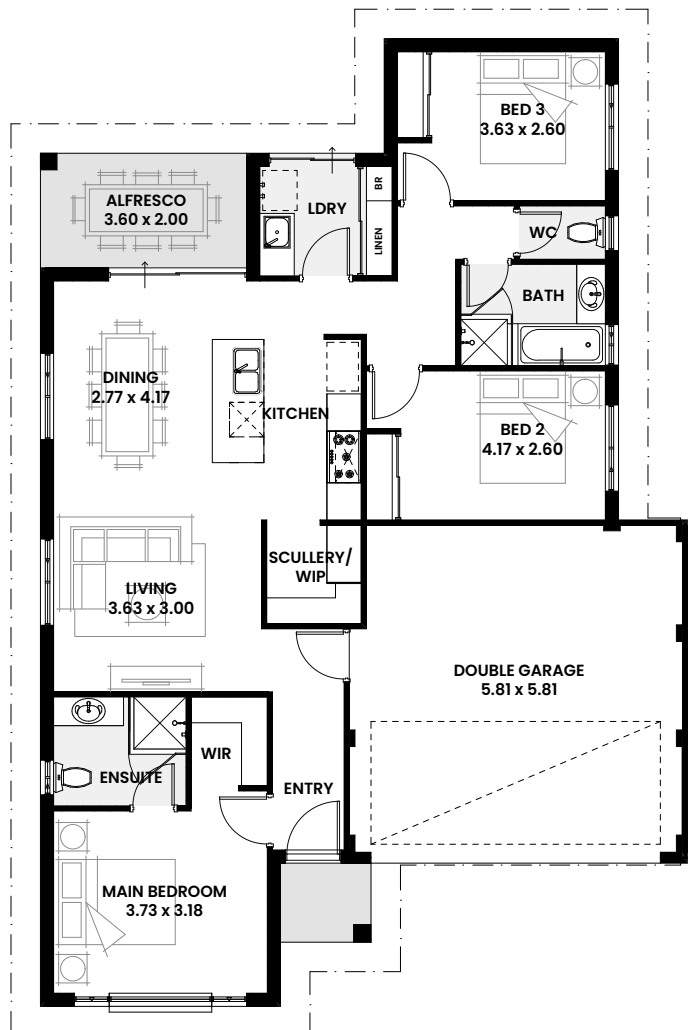 BED 3
3.63 x 2.60
ALFRESCO
3.60 x 2.00
LDRY
BR
LINEN
WC
BATH
DINING
2.77 x 4.17
KITCHEN
BED 2
4.17 x 2.60
SCULLERY/
WIP
LIVING
3.63 x 3.00
DOUBLE GARAGE
5.81 x 5.81
WIR
ENSUITE
ENTRY
MAIN BEDROOM
3.73 x 3.18